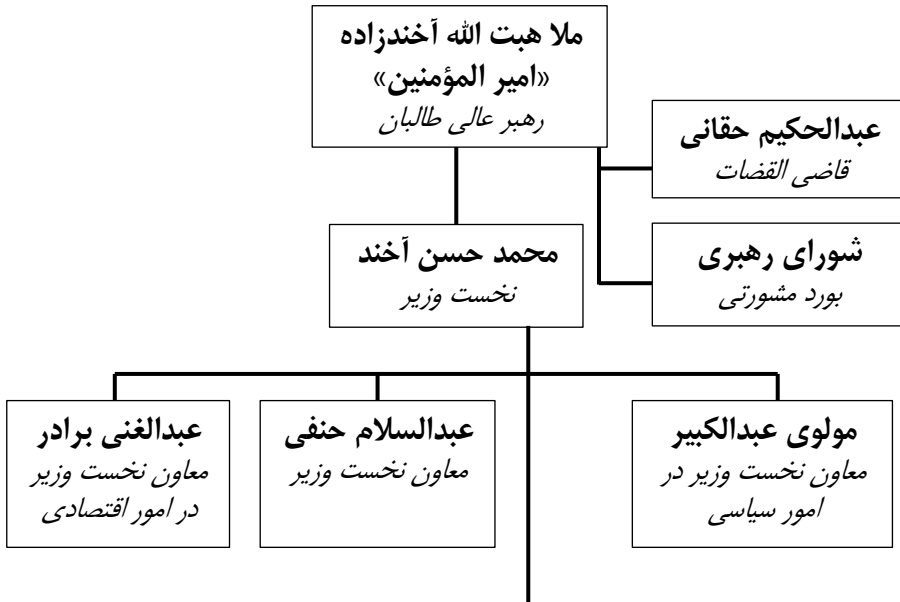 ملا هبت الله آخندزاده
«امیر المؤمنین»
رهبر عالی طالبان
عبدالحکیم حقانی
قاضی القضات
محمد حسن آخند
نخست وزیر
شورای رهبری
بورد مشورتی
مولوی عبدالکبیر
معاون نخست وزیر در
امور سیاسی
عبدالسلام حنفی
معاون نخست وزیر
عبدالغنی برادر
معاون نخست وزیر
در امور اقتصادی